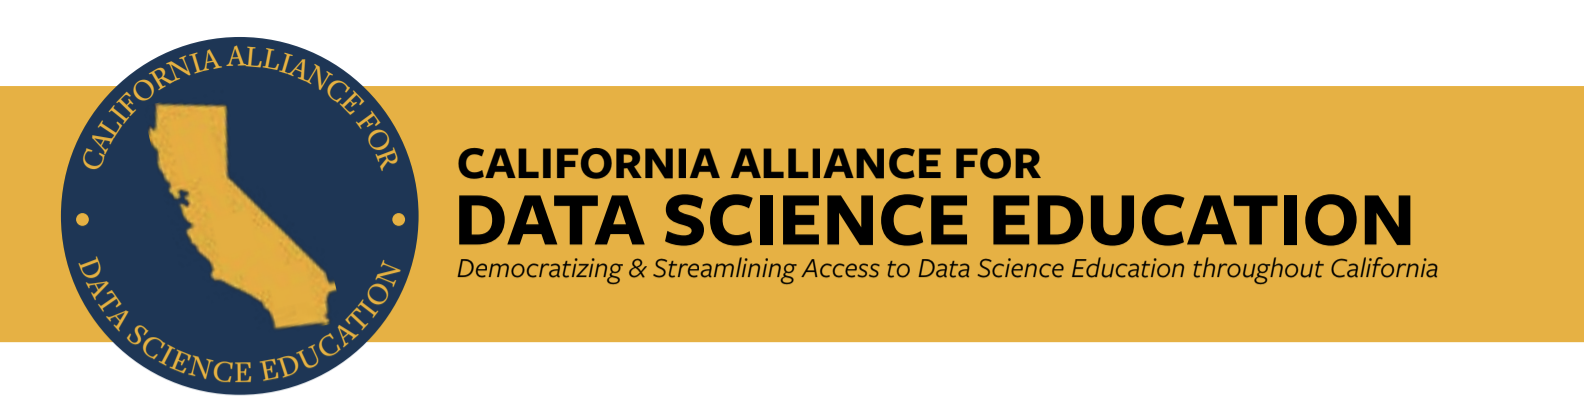 CALIFORNIA ALLIANCE FOR
DATA SCIENCE EDUCATION
CALIFORNIA ALLIANCE FOR
DATA SCIENCE EDUCATION
Democratizing & Streamlining Access to Data Science Education throughout California